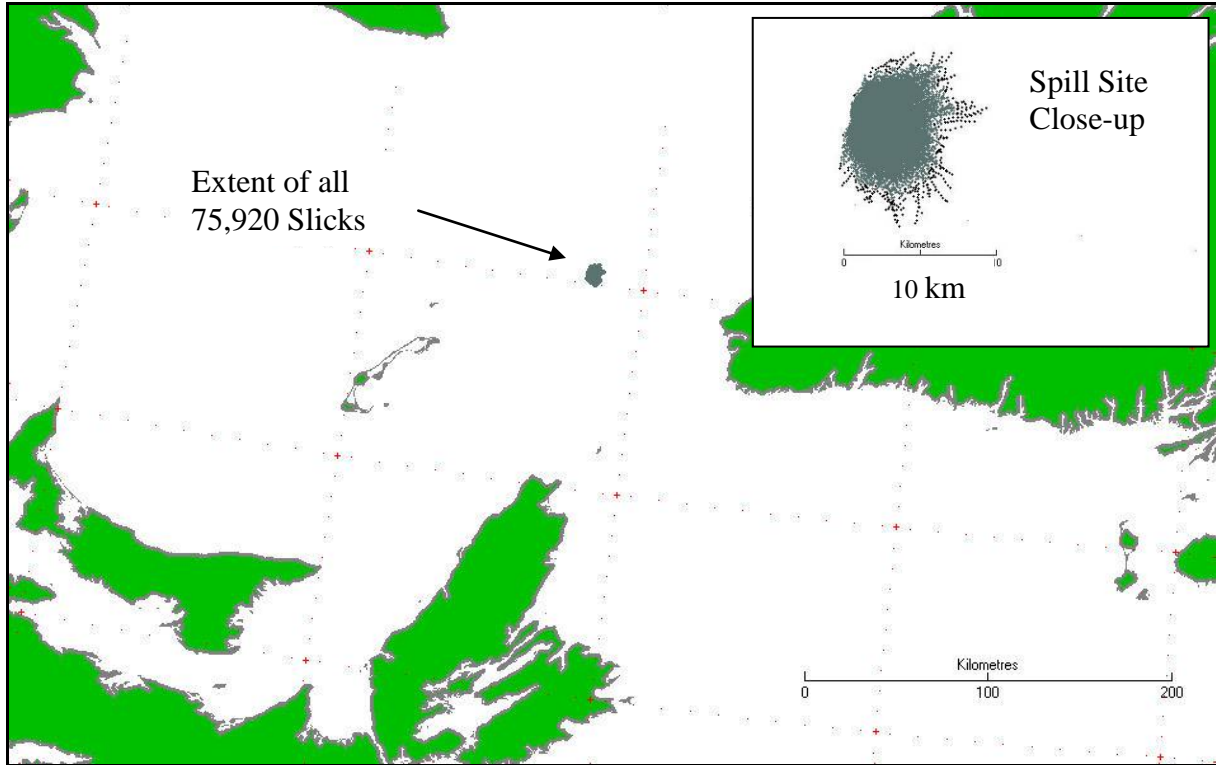 Extent of all
75,920 Slicks
Spill Site
Close-up
Kilometres
0 10
10 km
Kilometres
0 100 200